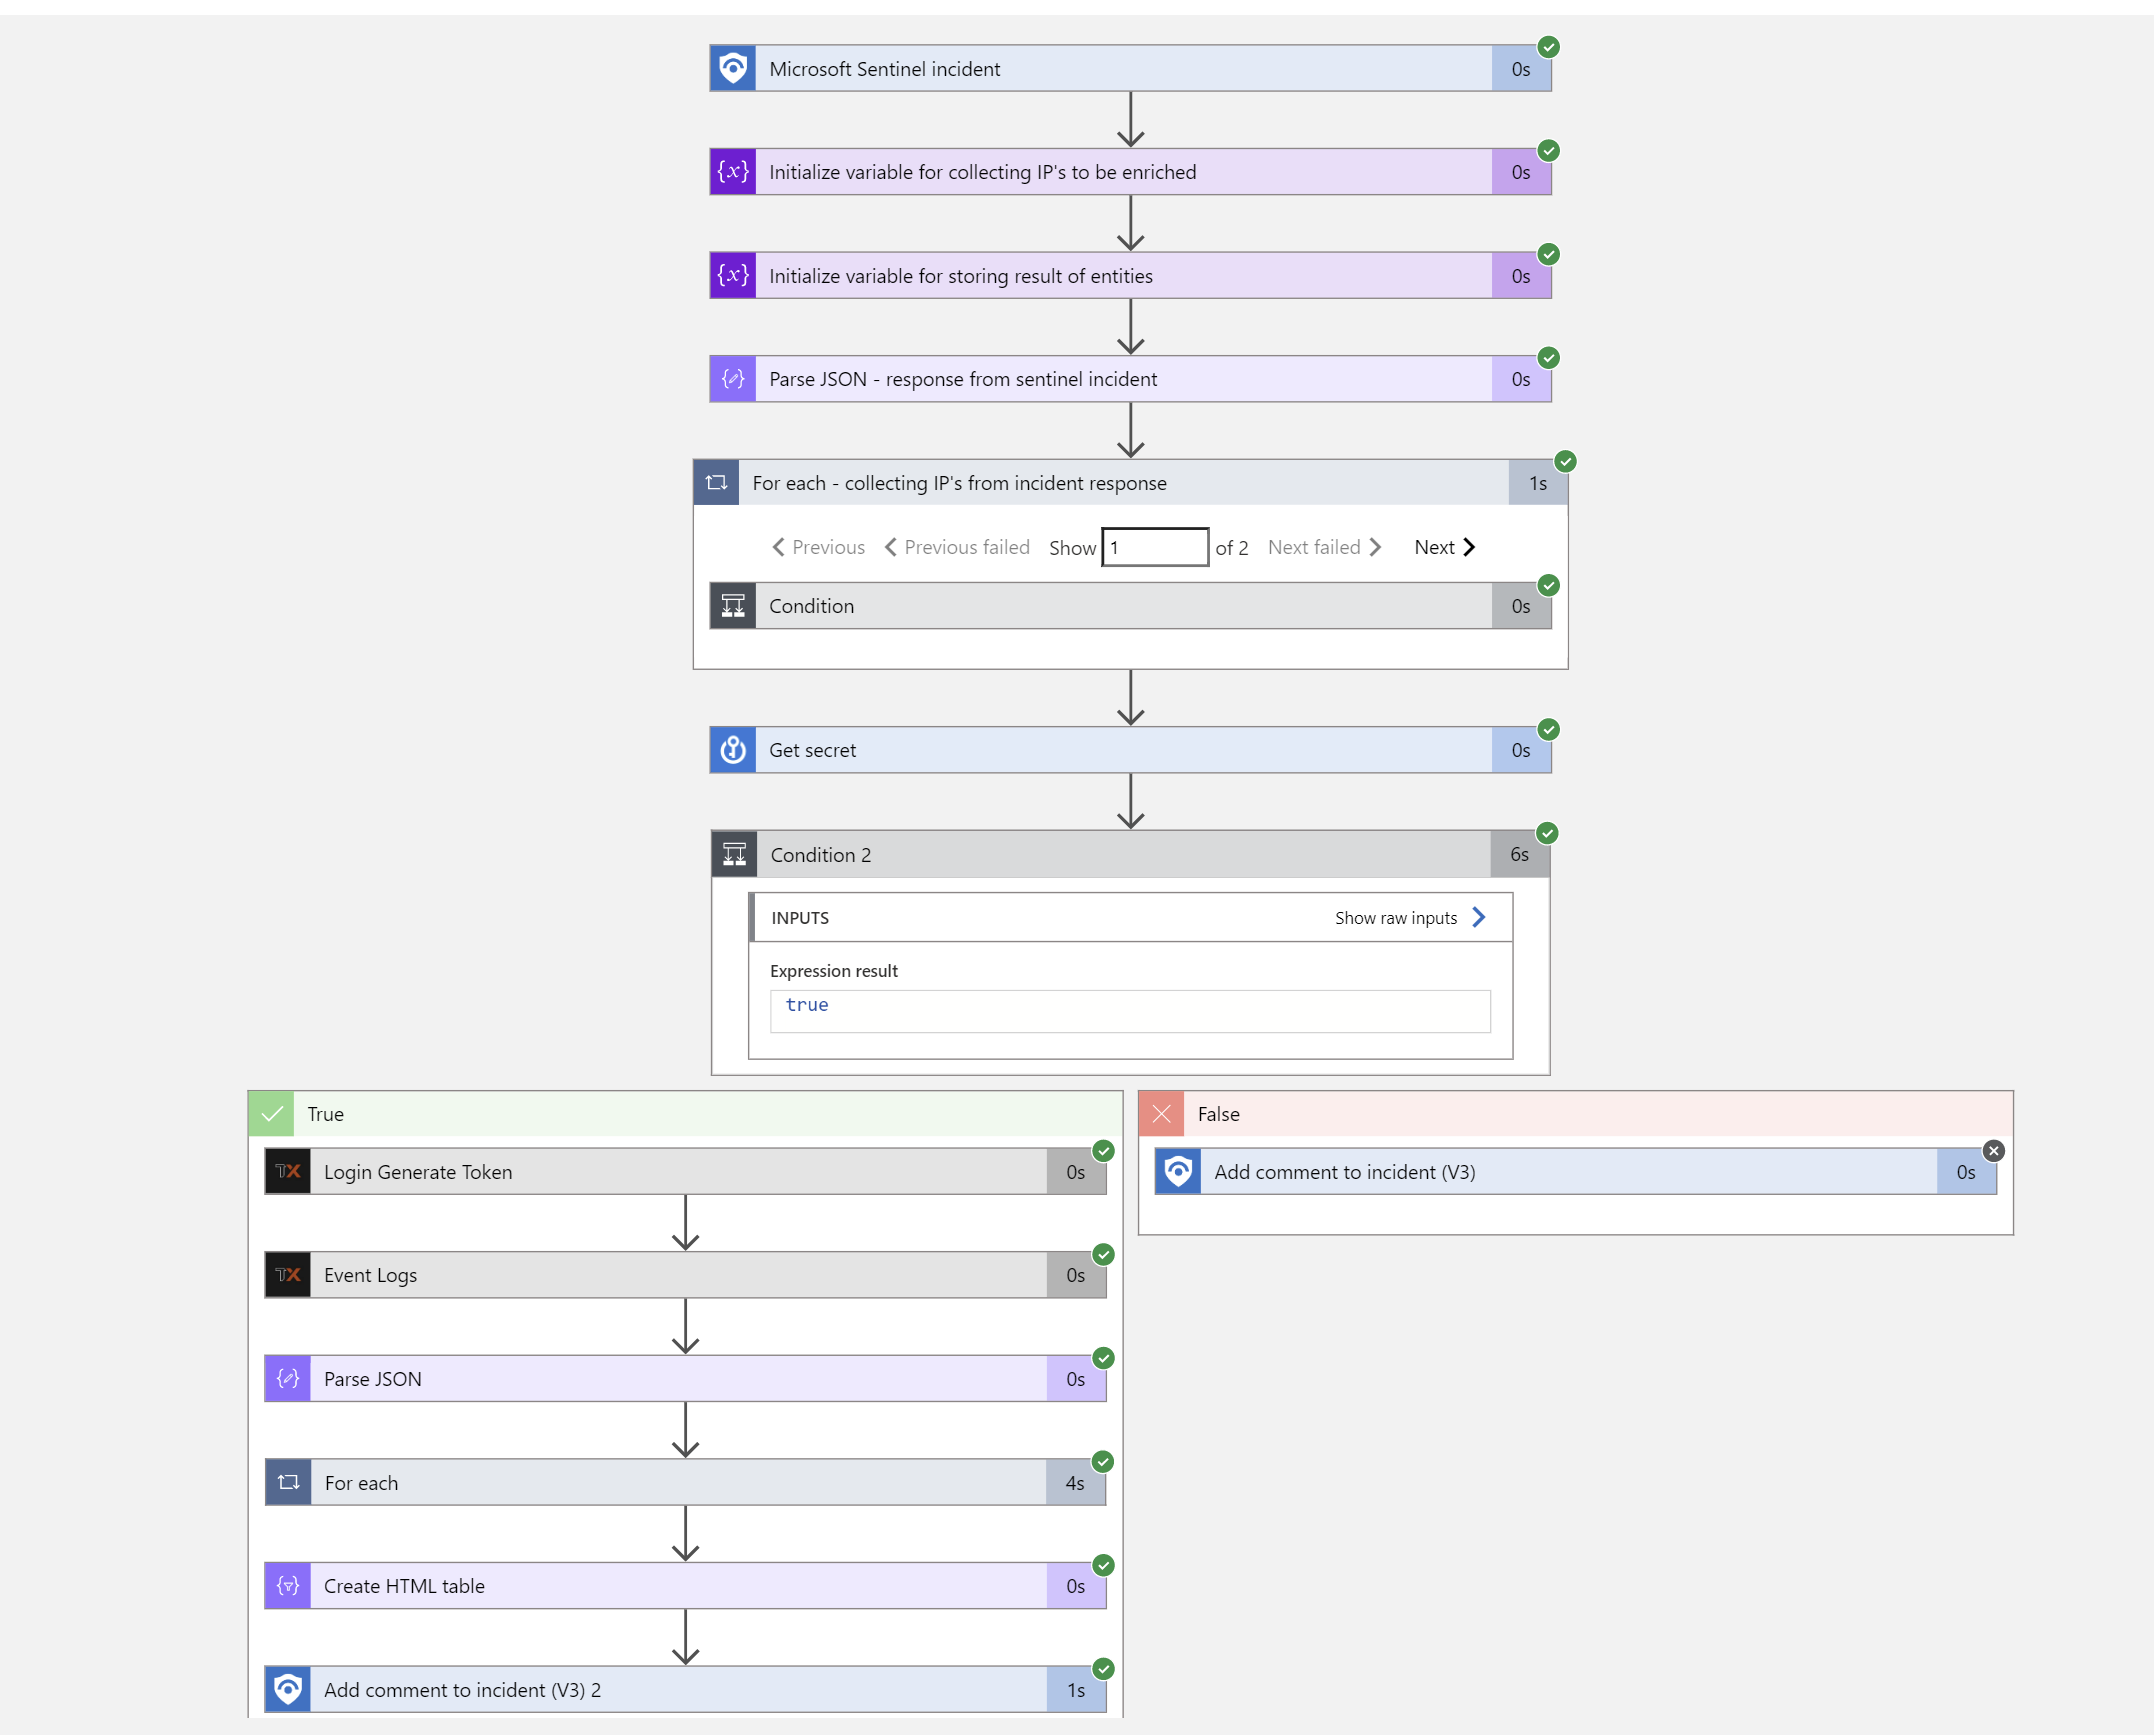 Microsoft Sentinel incident 0s
{x} Initialize variable for collecting IP's to be enriched 0s
{x} Initialize variable for storing result of entities 0s
Parse JSON - response from sentinel incident 0s
For each - collecting IP's from incident response 1s
Previous Previous failed Show 1 of 2 Next failed Next
Condition 0s
Get secret 0s
Condition 2 6s
INPUTS Show raw inputs
Expression result
true
True
TX Login Generate Token 0s
TX Event Logs 0s
Parse JSON 0s
For each 4s
Create HTML table 0s
Add comment to incident (V3) 2 1s
False
Add comment to incident (V3) 0s